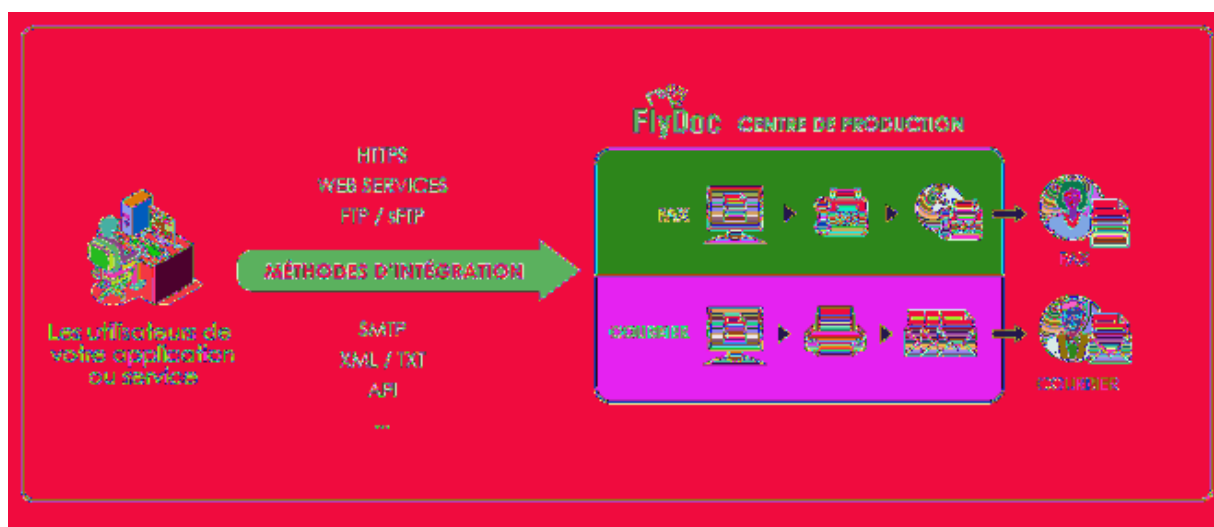 FlyDoc CENTRE DE PRODUCTION
HTTPS
WEB SERVICES
FTP / sFTP
MÉTHODES D'INTÉGRATION
SMTP
XML / TXT
API
...
Les utilisateurs de
votre application
ou service
FAX
FAX
COURRIER
COURRIER